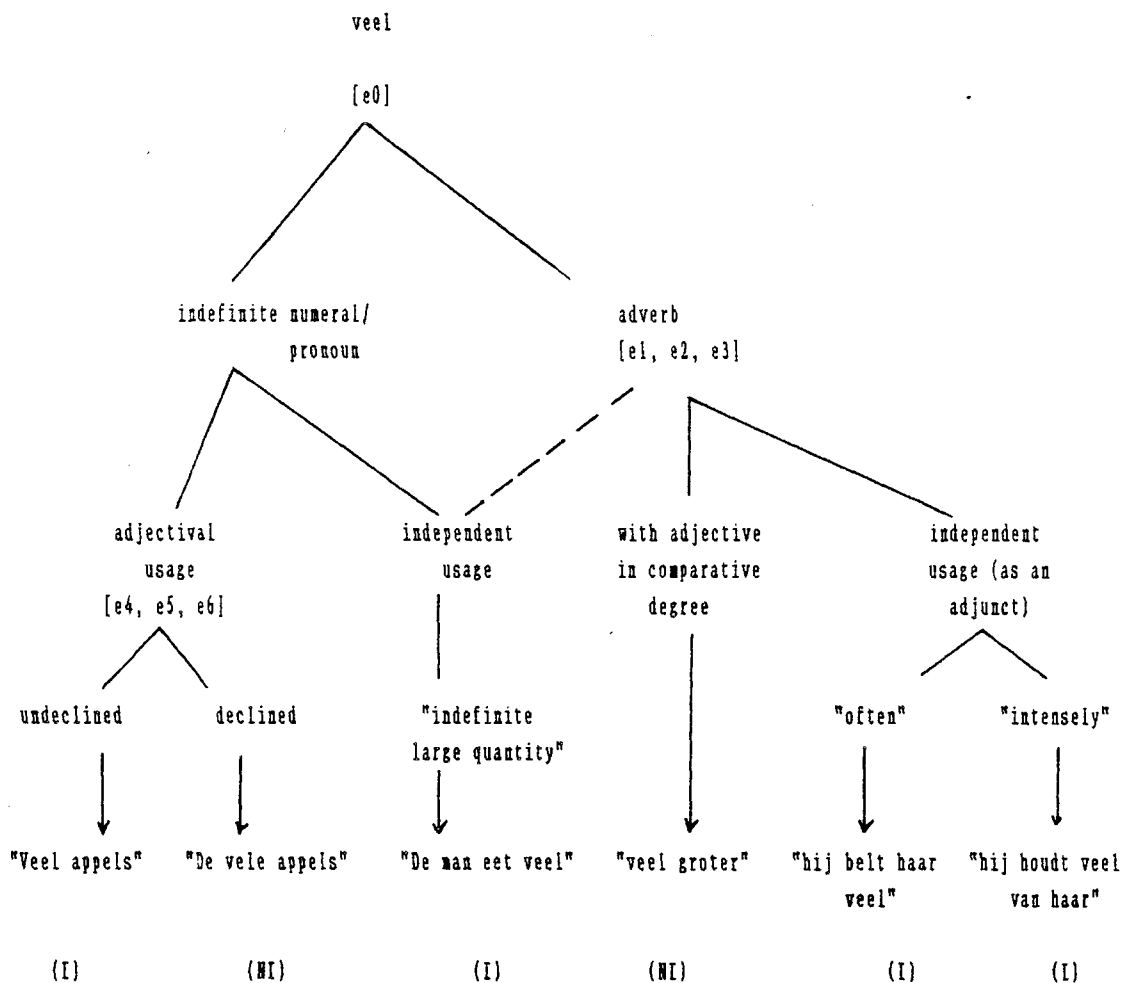 veel
[e0]
indefinite numeral/
pronoun
adverb
[e1, e2, e3]
adjectival
usage
[e4, e5, e6]
independent
usage
with adjective
in comparative
degree
independent
usage (as an
adjunct)
undeclined
declined
"indefinite
large quantity"
"often"
"intensely"
"Veel appels"
"De vele appels"
"De man eet veel"
"veel groter"
"hij belt haar
veel"
"hij houdt veel
van haar"
(I)
(NI)
(I)
(NI)
(I)
(I)